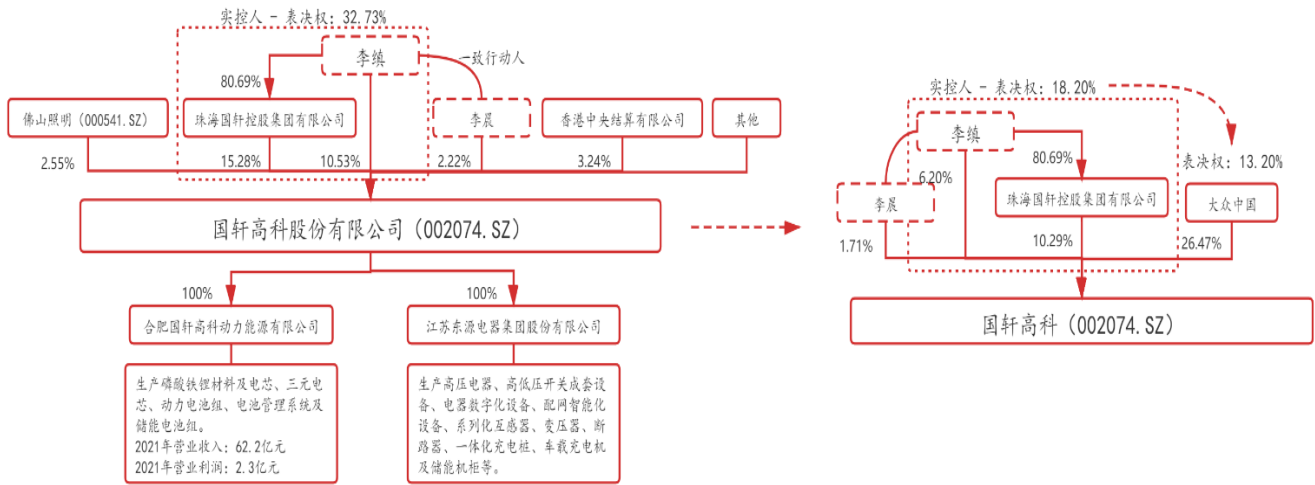 实控人 - 表决权: 32.73%
李缜
一致行动人
80.69%
佛山照明 (000541.SZ)
珠海国轩控股集团有限公司
李晨
香港中央结算有限公司
其他
2.55%
15.28%
10.53%
2.22%
3.24%
国轩高科股份有限公司 (002074.SZ)
100%
100%
合肥国轩高科动力能源有限公司
江苏东源电器集团股份有限公司
生产磷酸铁锂材料及电芯、三元电
芯、动力电池组、电池管理系统及
储能电池组。
2021年营业收入: 62.2亿元
2021年营业利润: 2.3亿元
生产高压电器、高低压开关成套设
备、电器数字化设备、配网智能化
设备、系列化互感器、变压器、断
路器、一体化充电桩、车载充电机
及储能机柜等。
实控人 - 表决权: 18.20%
李缜
80.69%
表决权: 13.20%
6.20%
李晨
珠海国轩控股集团有限公司
大众中国
1.71%
10.29%
26.47%
国轩高科 (002074.SZ)